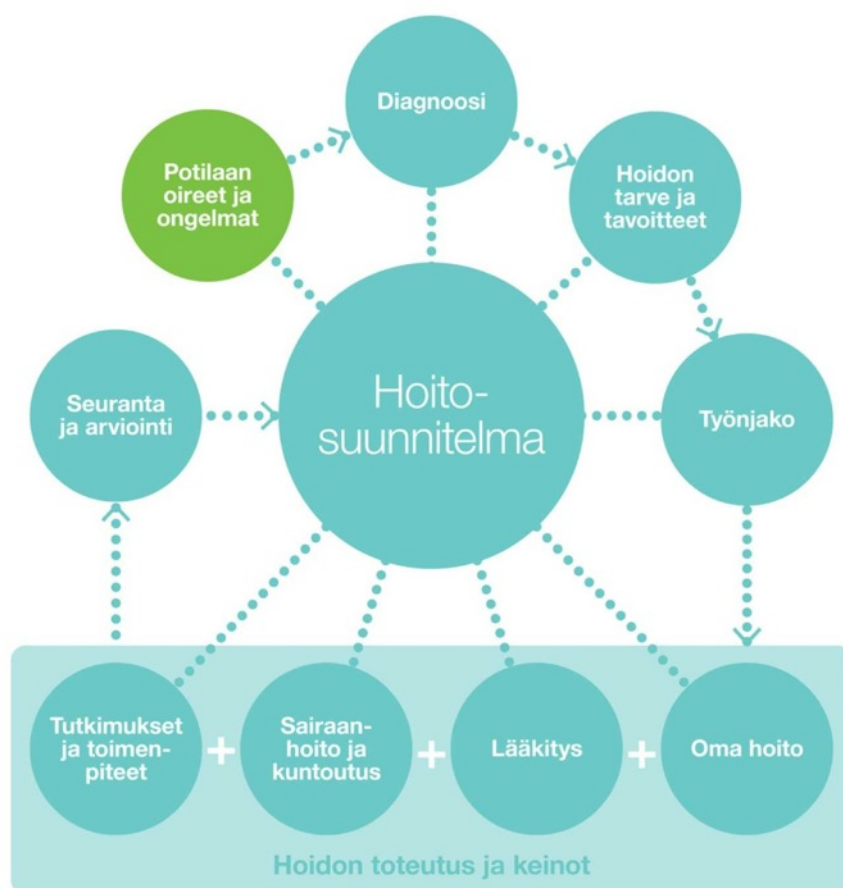 Diagnoosi
Potilaan
oireet ja
ongelmat
Hoidon
tarve ja
tavoitteet
Hoito-
suunnitelma
Seuranta
ja arviointi
Työnjako
Tutkimukset
ja toimen-
piteet
+
Sairaan-
hoito ja
kuntoutus
+
Lääkitys
+
Oma hoito
Hoidon toteutus ja keinot